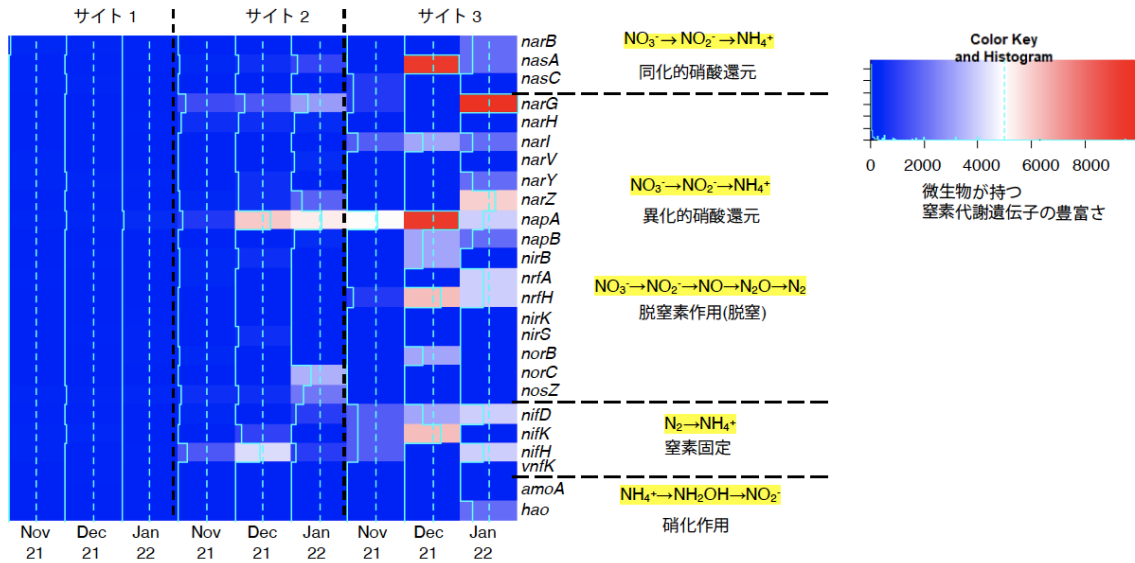 サイト 1
サイト 2
サイト 3
narB
nasA
nasC
narG
narH
narI
narV
narY
narZ
napA
napB
nirB
nrfA
nrfH
nirK
nirS
norB
norC
nosZ
nifD
nifK
nifH
vnfK
amoA
hao
Nov 21
Dec 21
Jan 22
Nov 21
Dec 21
Jan 22
Nov 21
Dec 21
Jan 22
NO₃⁻→NO₂⁻→NH₄⁺
同化的硝酸還元
NO₃⁻→NO₂⁻→NH₄⁺
異化的硝酸還元
NO₃⁻→NO₂⁻→NO→N₂O→N₂
脱窒素作用(脱窒)
N₂→NH₄⁺
窒素固定
NH₄⁺→NH₂OH→NO₂⁻
硝化作用
Color Key
and Histogram
0 2000 4000 6000 8000
微生物が持つ
窒素代謝遺伝子の豊富さ